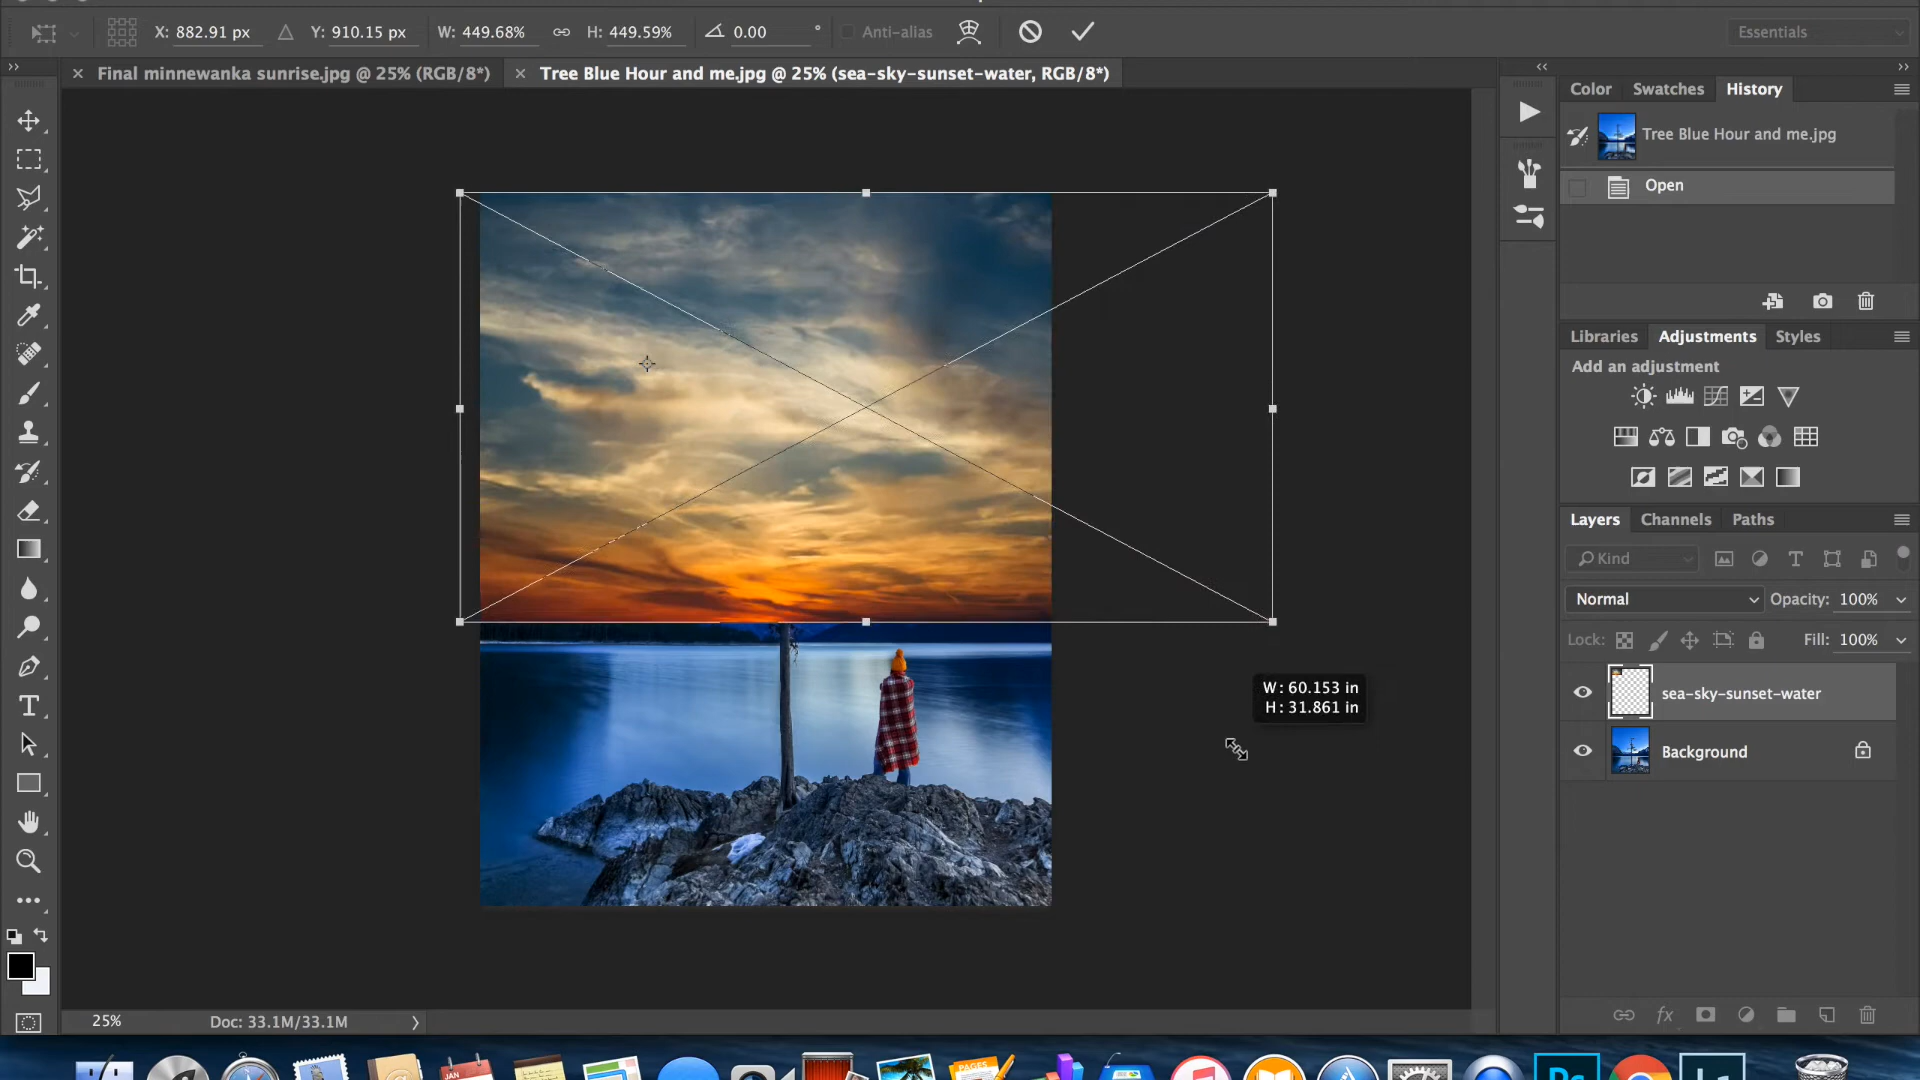 X: 882.91 px Y: 910.15 px W: 449.68% H: 449.59% 0.00 ° Anti-alias Essentials
Final minnewanka sunrise.jpg @ 25% (RGB/8*) Tree Blue Hour and me.jpg @ 25% (sea-sky-sunset-water, RGB/8*)
Color Swatches History
Tree Blue Hour and me.jpg
Open
Libraries Adjustments Styles
Add an adjustment
Layers Channels Paths
Kind
Normal Opacity: 100%
Lock: Fill: 100%
W: 60.153 in
H: 31.861 in
sea-sky-sunset-water
Background
fx
25% Doc: 33.1M/33.1M
JAN